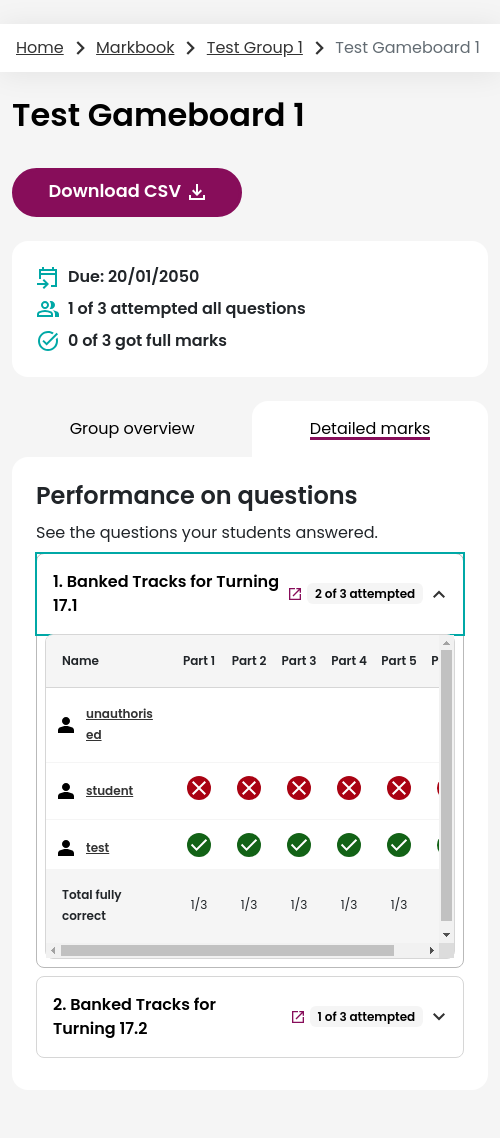 Home > Markbook > Test Group 1 > Test Gameboard 1
Test Gameboard 1
Download CSV
Due: 20/01/2050
1 of 3 attempted all questions
0 of 3 got full marks
Group overview Detailed marks
Performance on questions
See the questions your students answered.
1. Banked Tracks for Turning
17.1
2 of 3 attempted
Name Part 1 Part 2 Part 3 Part 4 Part 5 P
unauthoris
ed
student
test
Total fully
correct
1/3 1/3 1/3 1/3 1/3
2. Banked Tracks for
Turning 17.2
1 of 3 attempted